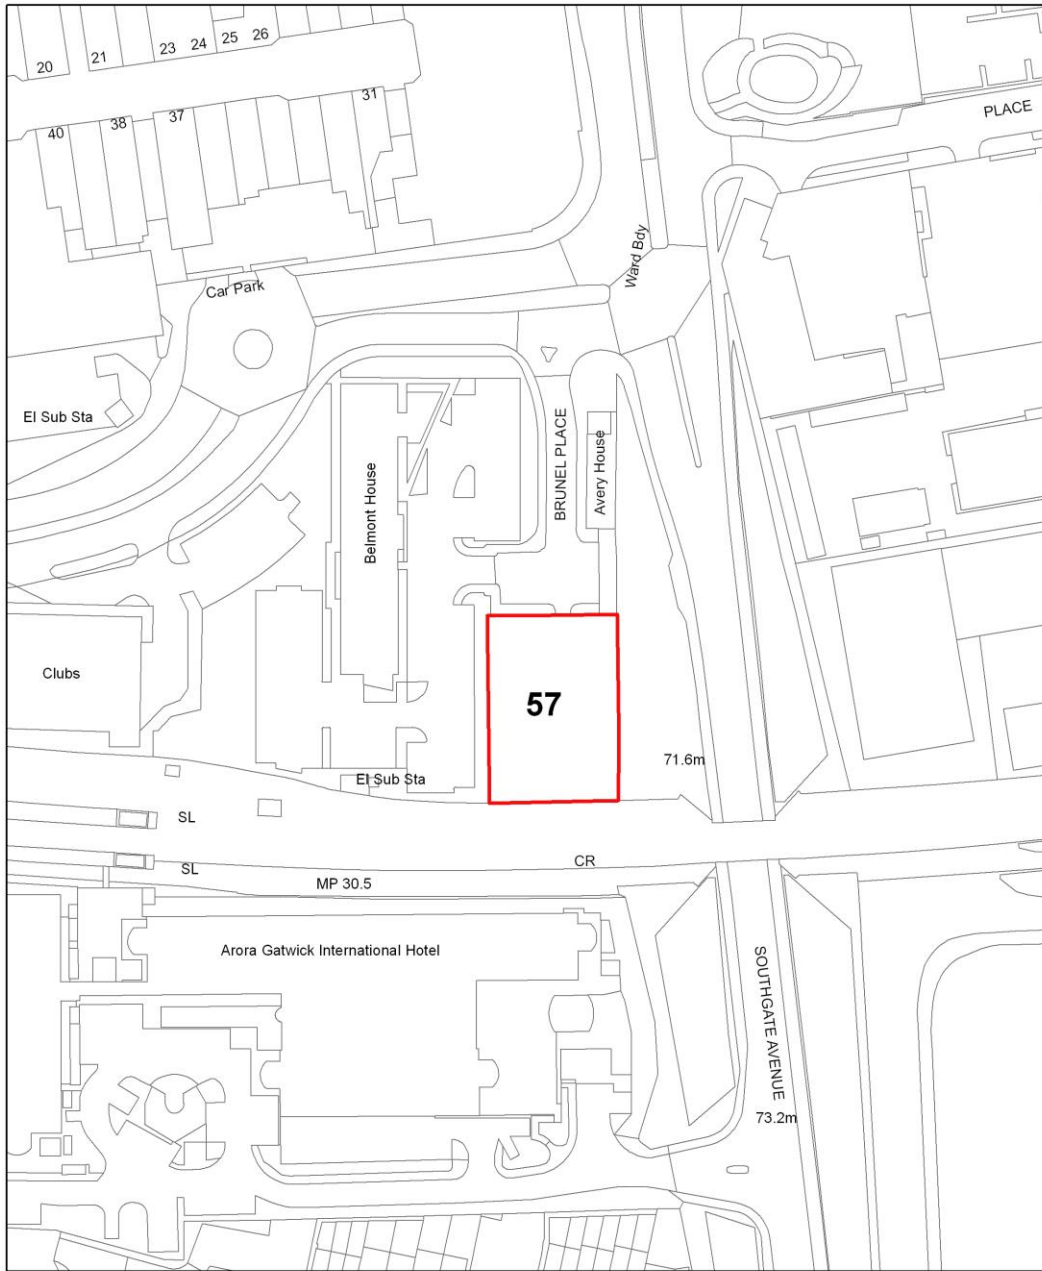 20
21
23
24
25
26
40
38
37
31
PLACE
Ward Bdy
Car Park
El Sub Sta
BRUNEL PLACE
Avery House
Belmont House
Clubs
57
71.6m
El Sub Sta
SL
SL
CR
MP 30.5
Arora Gatwick International Hotel
SOUTHGATE AVENUE
73.2m